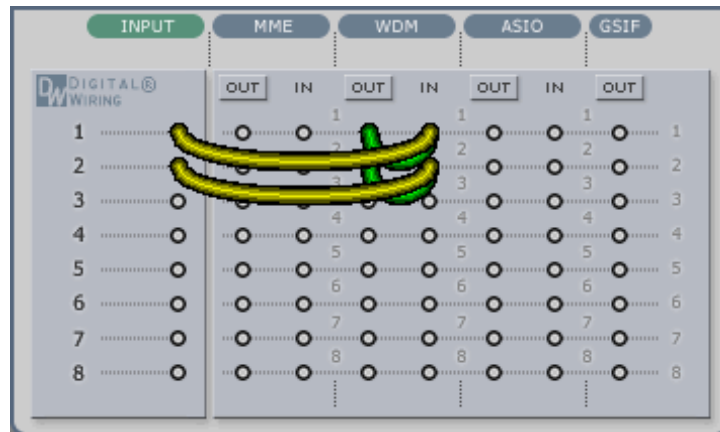 INPUT MME WDM ASIO GSIF
DW DIGITAL® WIRING
OUT IN OUT IN OUT IN OUT
1 1 1 1 1
2 2 2 2 2
3 3 3 3 3
4 4 4 4 4
5 5 5 5 5
6 6 6 6 6
7 7 7 7 7
8 8 8 8 8